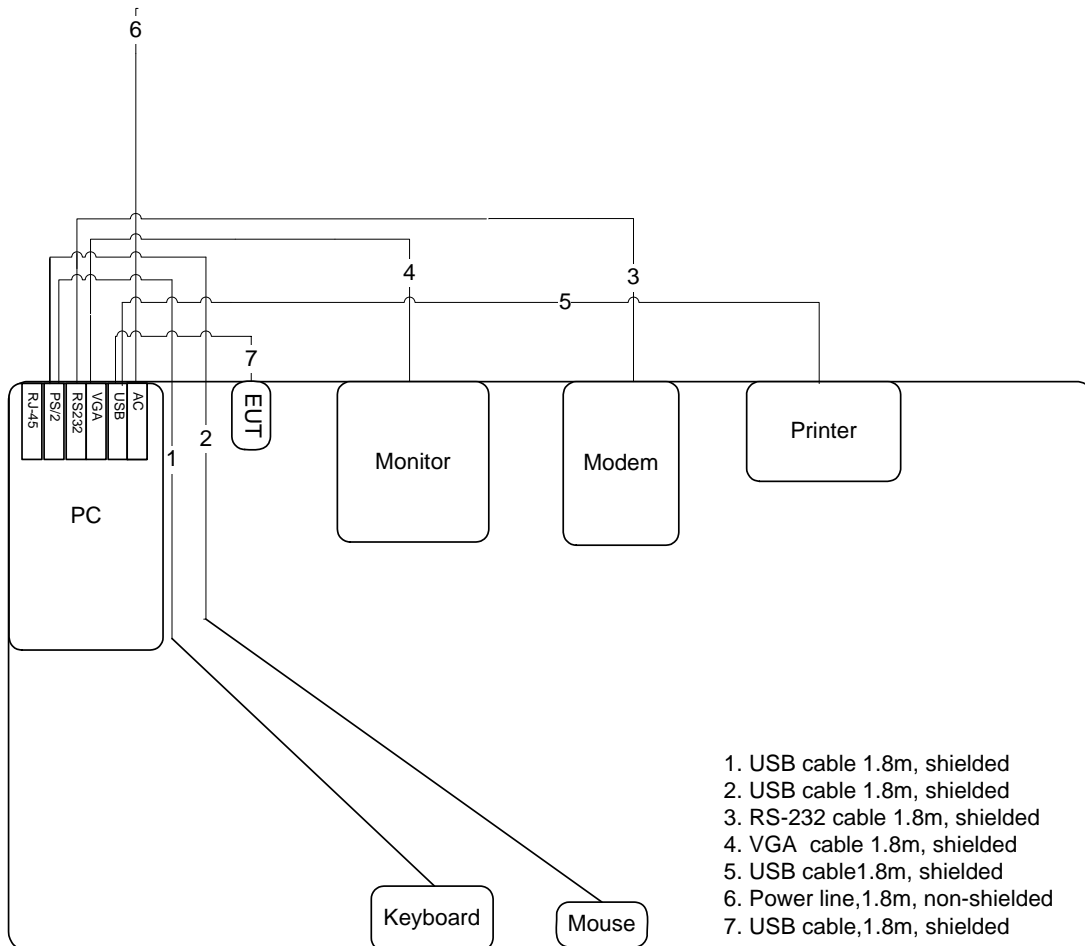 6
4
3
5
7
RJ-45
PS/2
RS232
VGA
USB
AC
EUT
2
1
Monitor
Modem
Printer
PC
1. USB cable 1.8m, shielded
2. USB cable 1.8m, shielded
3. RS-232 cable 1.8m, shielded
4. VGA  cable 1.8m, shielded
5. USB cable1.8m, shielded
6. Power line,1.8m, non-shielded
7. USB cable,1.8m, shielded
Keyboard
Mouse